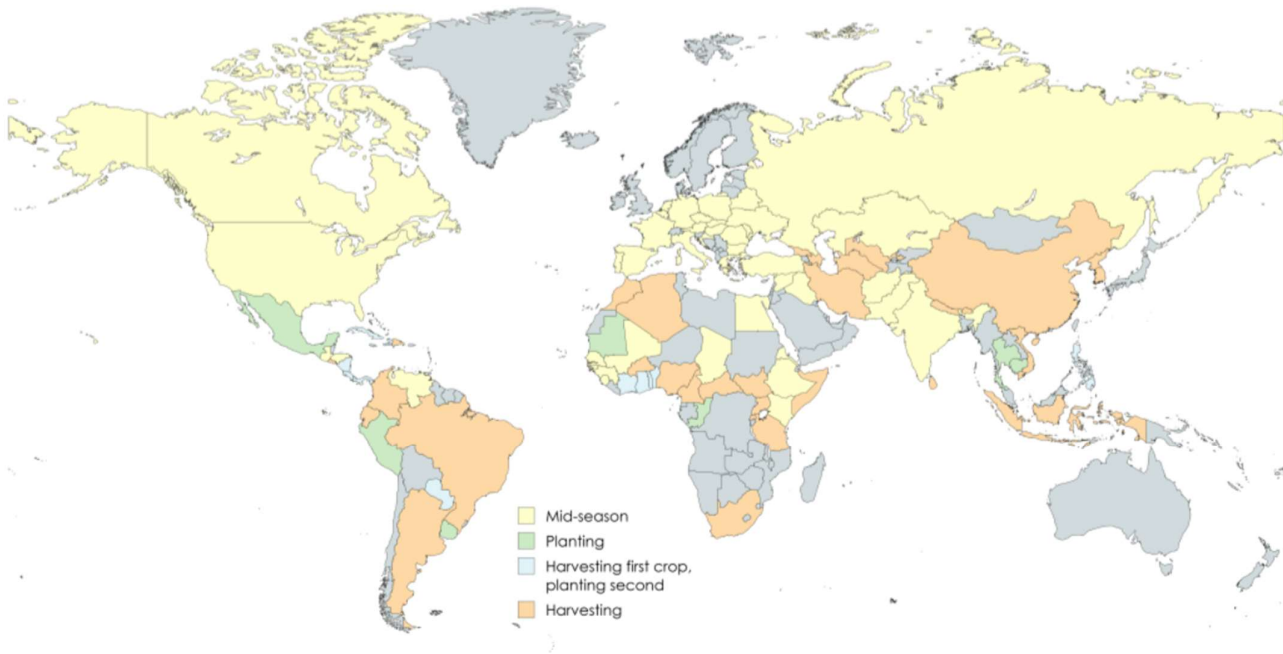 Mid-season
Planting
Harvesting first crop,
planting second
Harvesting